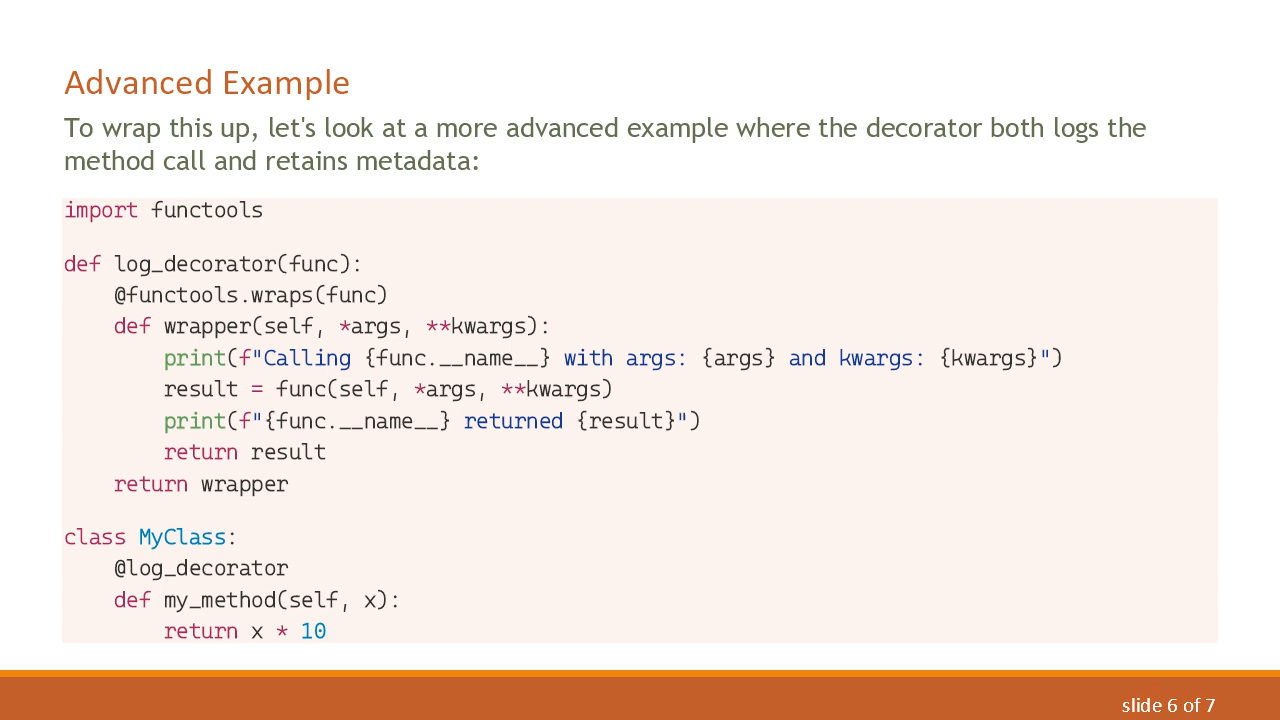 Advanced Example
To wrap this up, let's look at a more advanced example where the decorator both logs the
method call and retains metadata:
import functools
def log_decorator(func):
    @functools.wraps(func)
    def wrapper(self, *args, **kwargs):
        print(f"Calling {func.__name__} with args: {args} and kwargs: {kwargs}")
        result = func(self, *args, **kwargs)
        print(f"{func.__name__} returned {result}")
        return result
    return wrapper
class MyClass:
    @log_decorator
    def my_method(self, x):
        return x * 10
slide 6 of 7